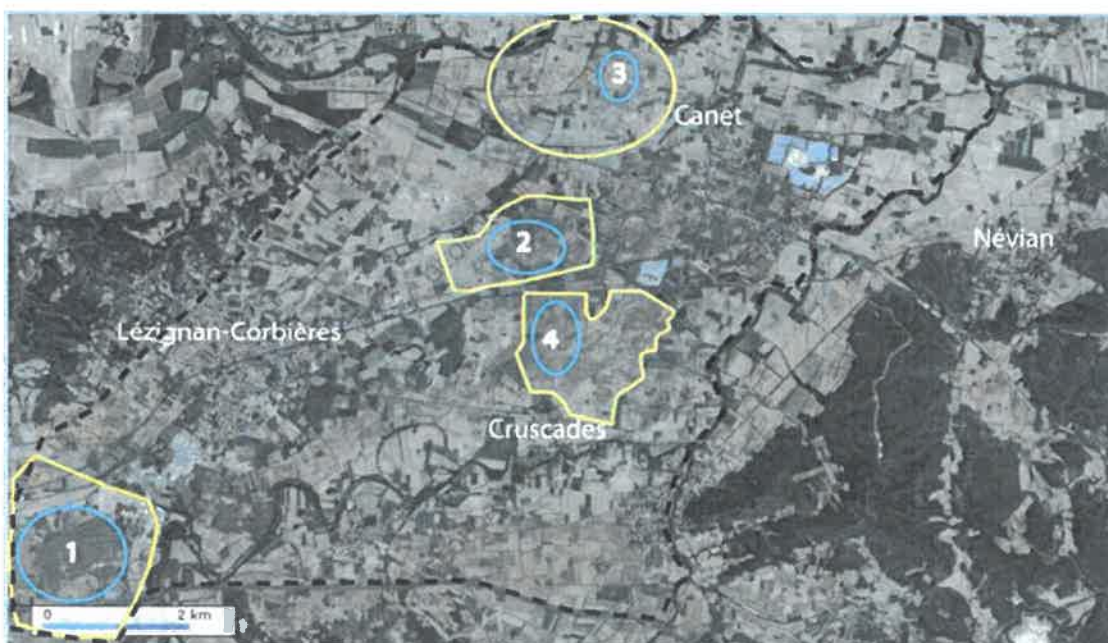 3
Canet
2
Névian
Lézignan-Corbières
4
Cruscades
1
0 2 km